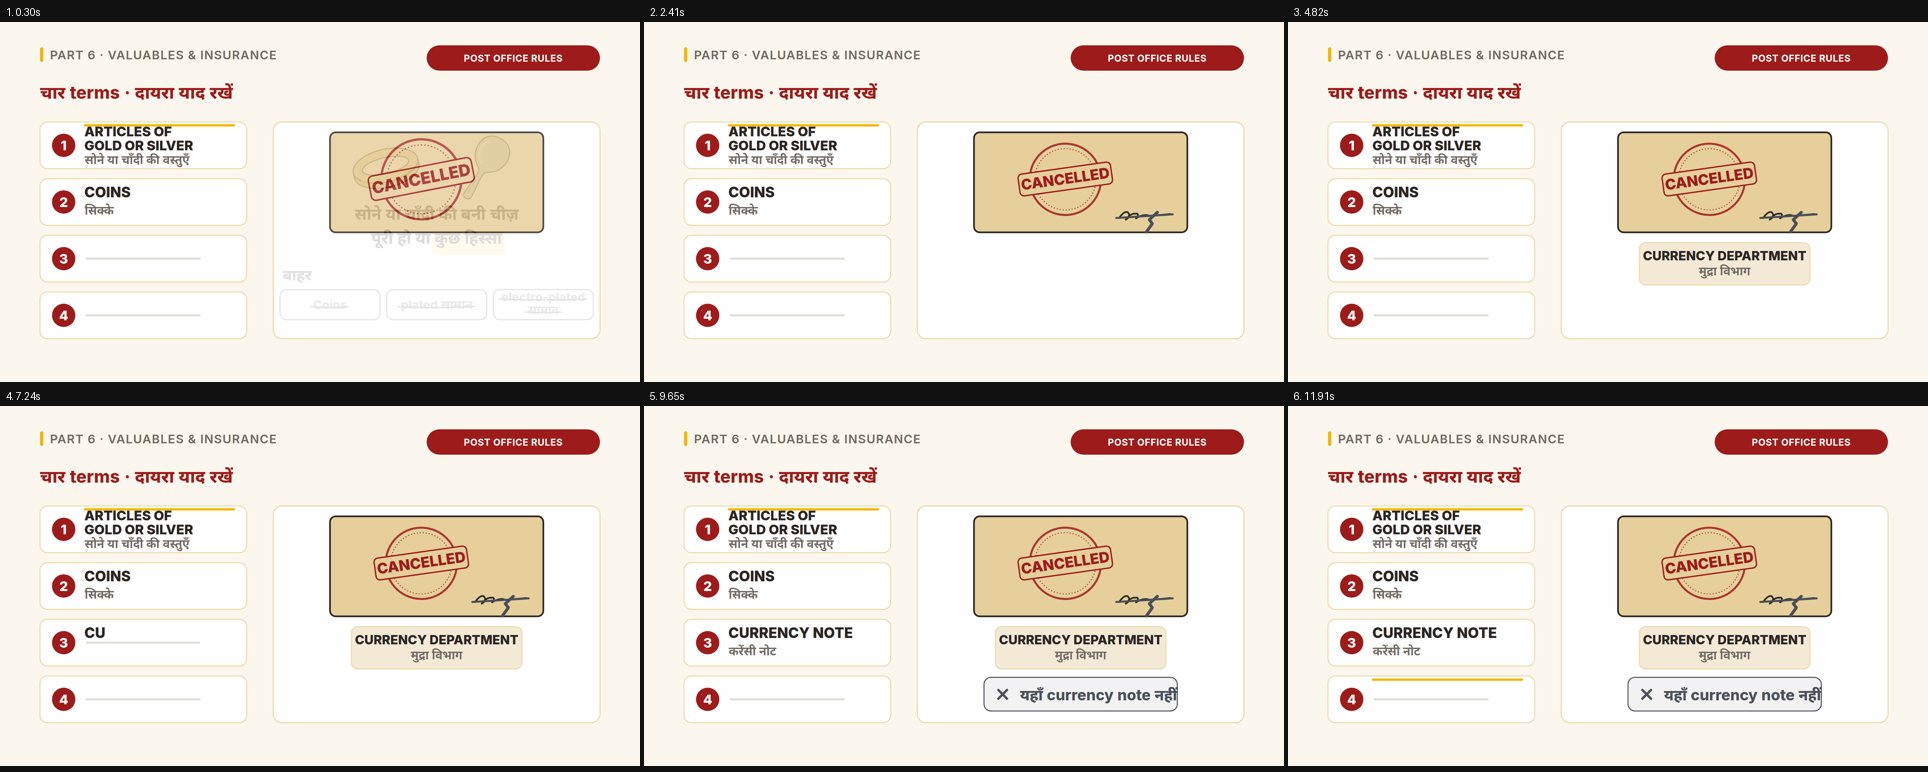 1. 0.30s
PART 6 · VALUABLES & INSURANCE
POST OFFICE RULES
चार terms · दायरा याद रखें
1
ARTICLES OF
GOLD OR SILVER
सोने या चाँदी की वस्तुएँ
2
COINS
सिक्के
3
4
CANCELLED
सोने या चाँदी की बनी चीज़
पूरी हो या कुछ हिस्सा
बाहर
Coins
plated सामान
electro-plated
सामान
2. 2.41s
PART 6 · VALUABLES & INSURANCE
POST OFFICE RULES
चार terms · दायरा याद रखें
1
ARTICLES OF
GOLD OR SILVER
सोने या चाँदी की वस्तुएँ
2
COINS
सिक्के
3
4
CANCELLED
3. 4.82s
PART 6 · VALUABLES & INSURANCE
POST OFFICE RULES
चार terms · दायरा याद रखें
1
ARTICLES OF
GOLD OR SILVER
सोने या चाँदी की वस्तुएँ
2
COINS
सिक्के
3
4
CANCELLED
CURRENCY DEPARTMENT
मुद्रा विभाग
4. 7.24s
PART 6 · VALUABLES & INSURANCE
POST OFFICE RULES
चार terms · दायरा याद रखें
1
ARTICLES OF
GOLD OR SILVER
सोने या चाँदी की वस्तुएँ
2
COINS
सिक्के
3
CU
4
CANCELLED
CURRENCY DEPARTMENT
मुद्रा विभाग
5. 9.65s
PART 6 · VALUABLES & INSURANCE
POST OFFICE RULES
चार terms · दायरा याद रखें
1
ARTICLES OF
GOLD OR SILVER
सोने या चाँदी की वस्तुएँ
2
COINS
सिक्के
3
CURRENCY NOTE
करेंसी नोट
4
CANCELLED
CURRENCY DEPARTMENT
मुद्रा विभाग
✕ यहाँ currency note नहीं
6. 11.91s
PART 6 · VALUABLES & INSURANCE
POST OFFICE RULES
चार terms · दायरा याद रखें
1
ARTICLES OF
GOLD OR SILVER
सोने या चाँदी की वस्तुएँ
2
COINS
सिक्के
3
CURRENCY NOTE
करेंसी नोट
4
CANCELLED
CURRENCY DEPARTMENT
मुद्रा विभाग
✕ यहाँ currency note नहीं